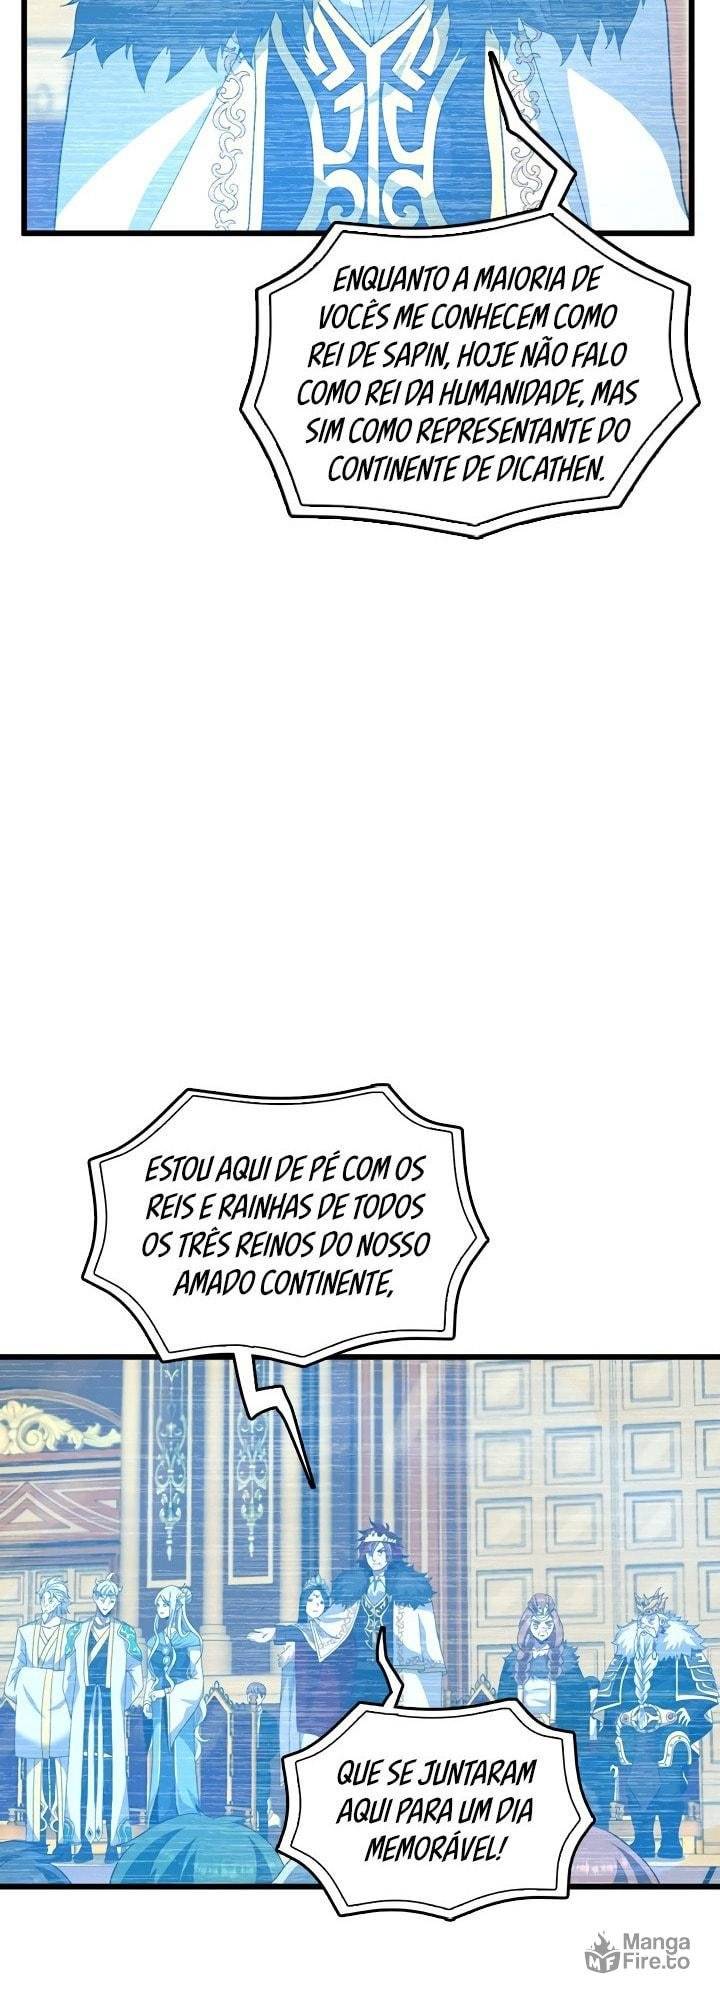 ENQUANTO A MAIORIA DE
VOCÊS ME CONHECEM COMO
REI DE SAPIN, HOJE NÃO FALO
COMO REI DA HUMANIDADE, MAS
SIM COMO REPRESENTANTE DO
CONTINENTE DE DICATHEN.
ESTOU AQUI DE PÉ COM OS
REIS E RAINHAS DE TODOS
OS TRÊS REINOS DO NOSSO
AMADO CONTINENTE,
QUE SE JUNTARAM
AQUI PARA UM DIA
MEMORÁVEL!
MF Manga
Fire.to